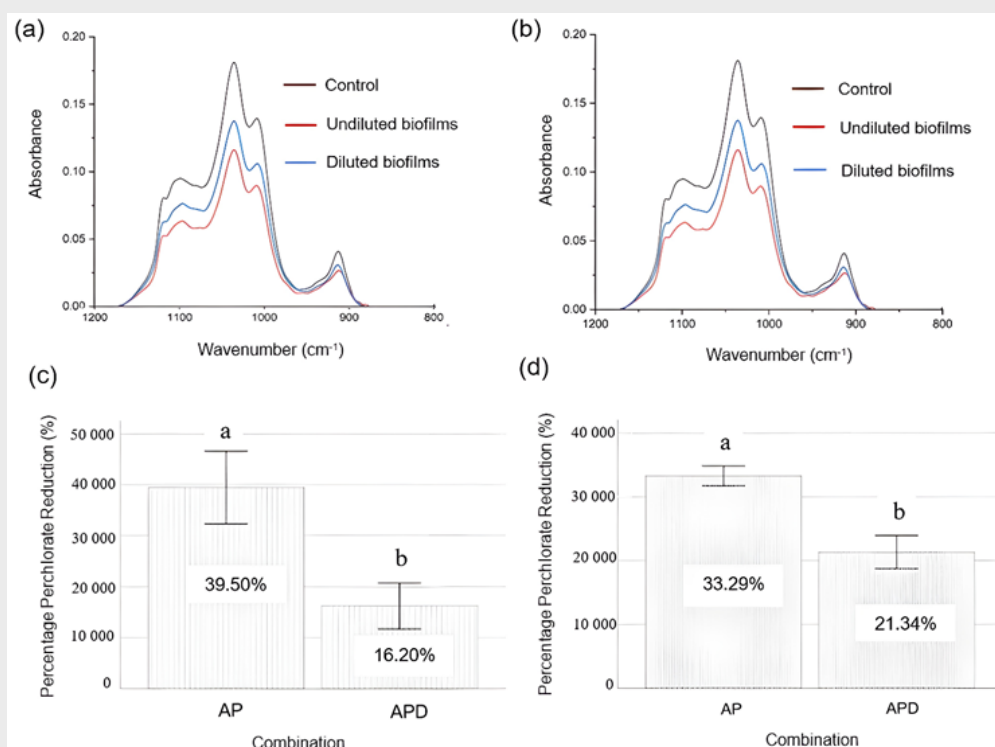 (a)
0.20
0.15
0.10
0.05
0.00
1200
1100
1000
900
800
Absorbance
Wavenumber (cm⁻¹)
Control
Undiluted biofilms
Diluted biofilms
(b)
0.20
0.15
0.10
0.05
0.00
1200
1100
1000
900
800
Absorbance
Wavenumber (cm⁻¹)
Control
Undiluted biofilms
Diluted biofilms
(c)
Percentage Perchlorate Reduction (%)
50 000
40 000
30 000
20 000
10 000
0
a
39.50%
b
16.20%
AP
APD
Combination
(d)
Percentage Perchlorate Reduction (%)
40 000
30 000
20 000
10 000
0
a
33.29%
b
21.34%
AP
APD
Combination